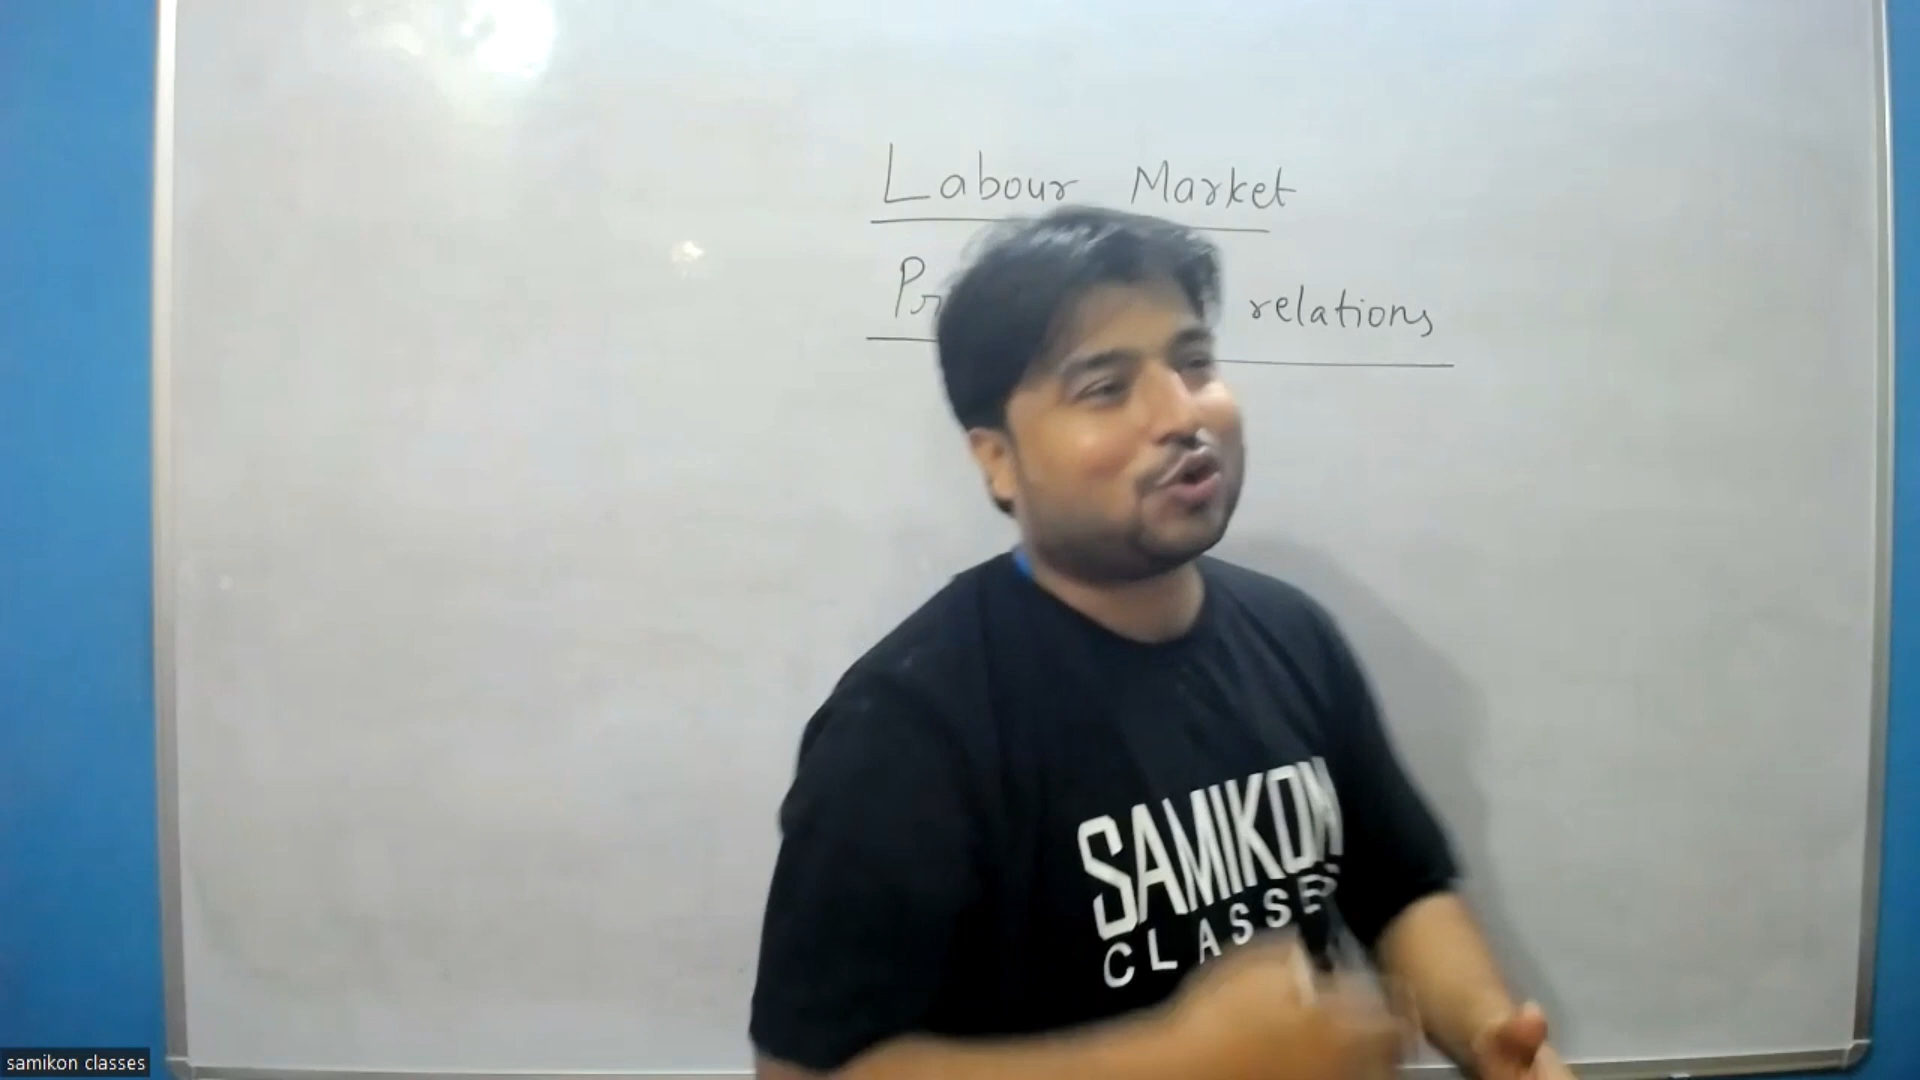 Labour Market
relations
SAMIKON
CLASSES
samikon classes